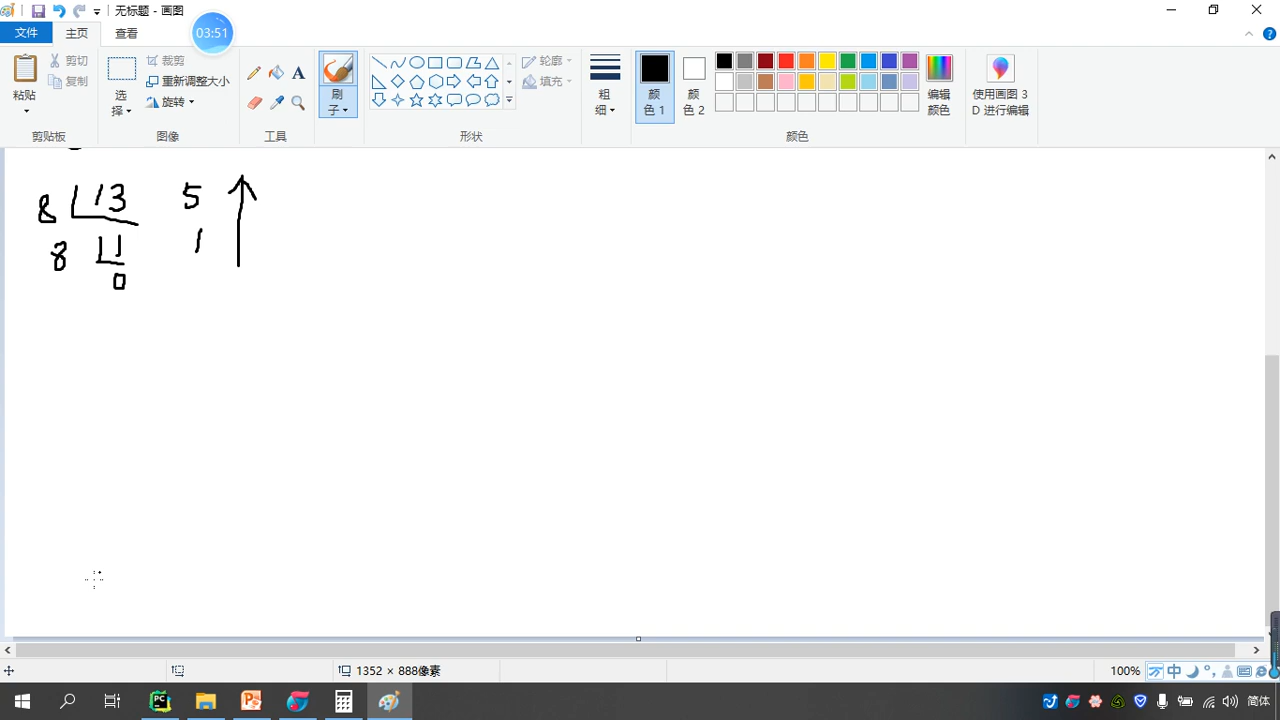 无标题 - 画图
03:51
文件 主页 查看
剪切
复制
粘贴
剪贴板
选择
裁剪
重新调整大小
旋转
图像
A
工具
刷子
形状
轮廓
填充
粗细
颜色 1
颜色 2
颜色
编辑颜色
使用画图 3D 进行编辑
8 13 5
8 1 1
0
1352 × 888像素
100%
中
简体